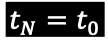 t_N = t_0